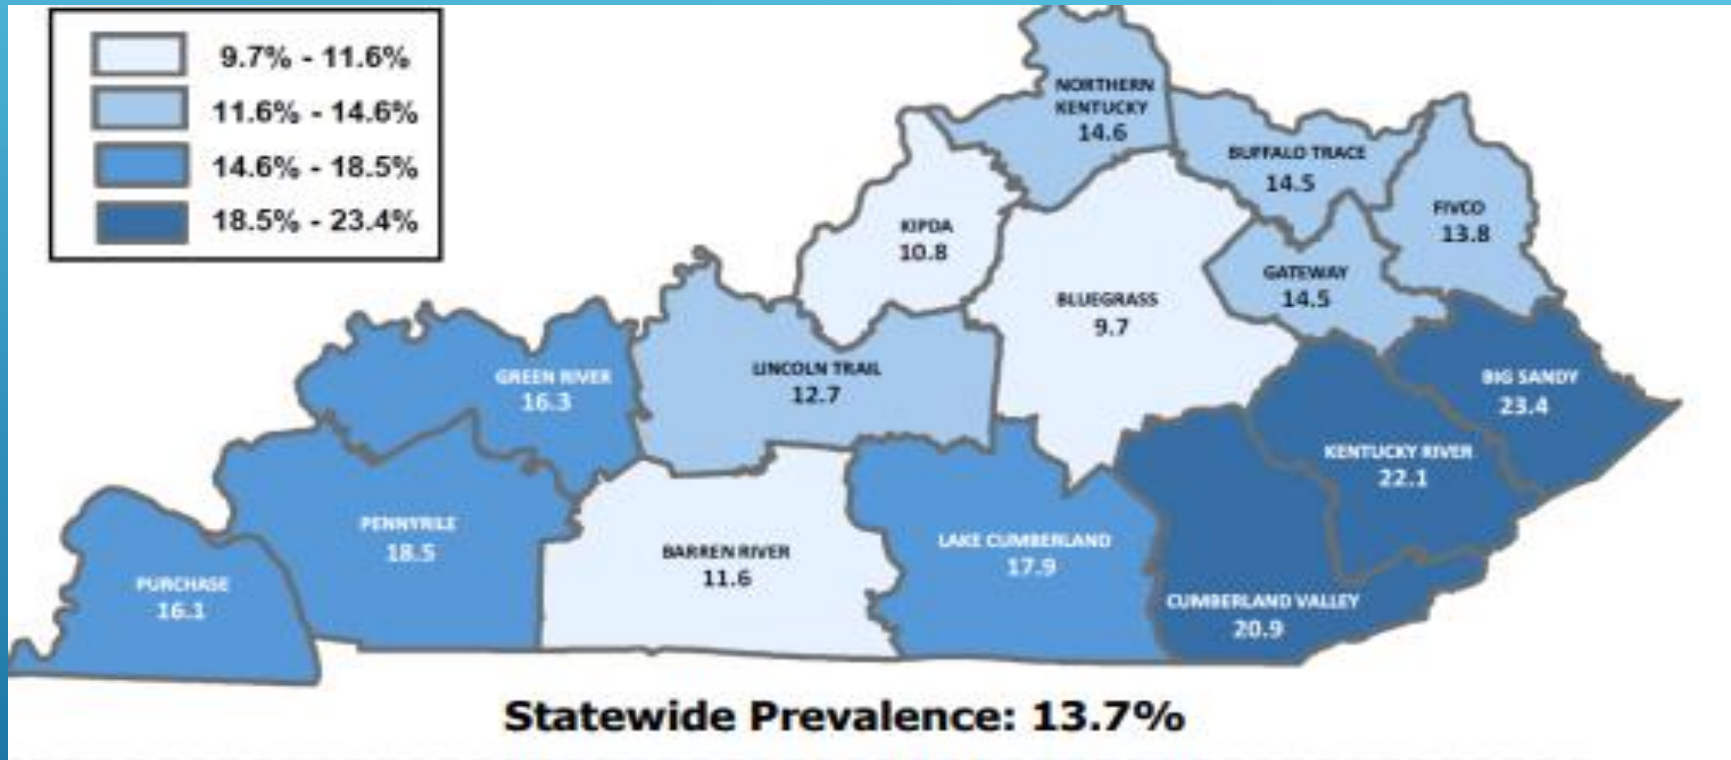 9.7% - 11.6%
11.6% - 14.6%
14.6% - 18.5%
18.5% - 23.4%
NORTHERN
KENTUCKY
14.6
BUFFALO TRACE
14.5
FIVCO
13.8
KIPDA
10.8
GATEWAY
14.5
BLUEGRASS
9.7
LINCOLN TRAIL
12.7
GREEN RIVER
16.3
BIG SANDY
23.4
KENTUCKY RIVER
22.1
PENNYRILE
18.5
BARREN RIVER
11.6
LAKE CUMBERLAND
17.9
PURCHASE
16.1
CUMBERLAND VALLEY
20.9
Statewide Prevalence: 13.7%